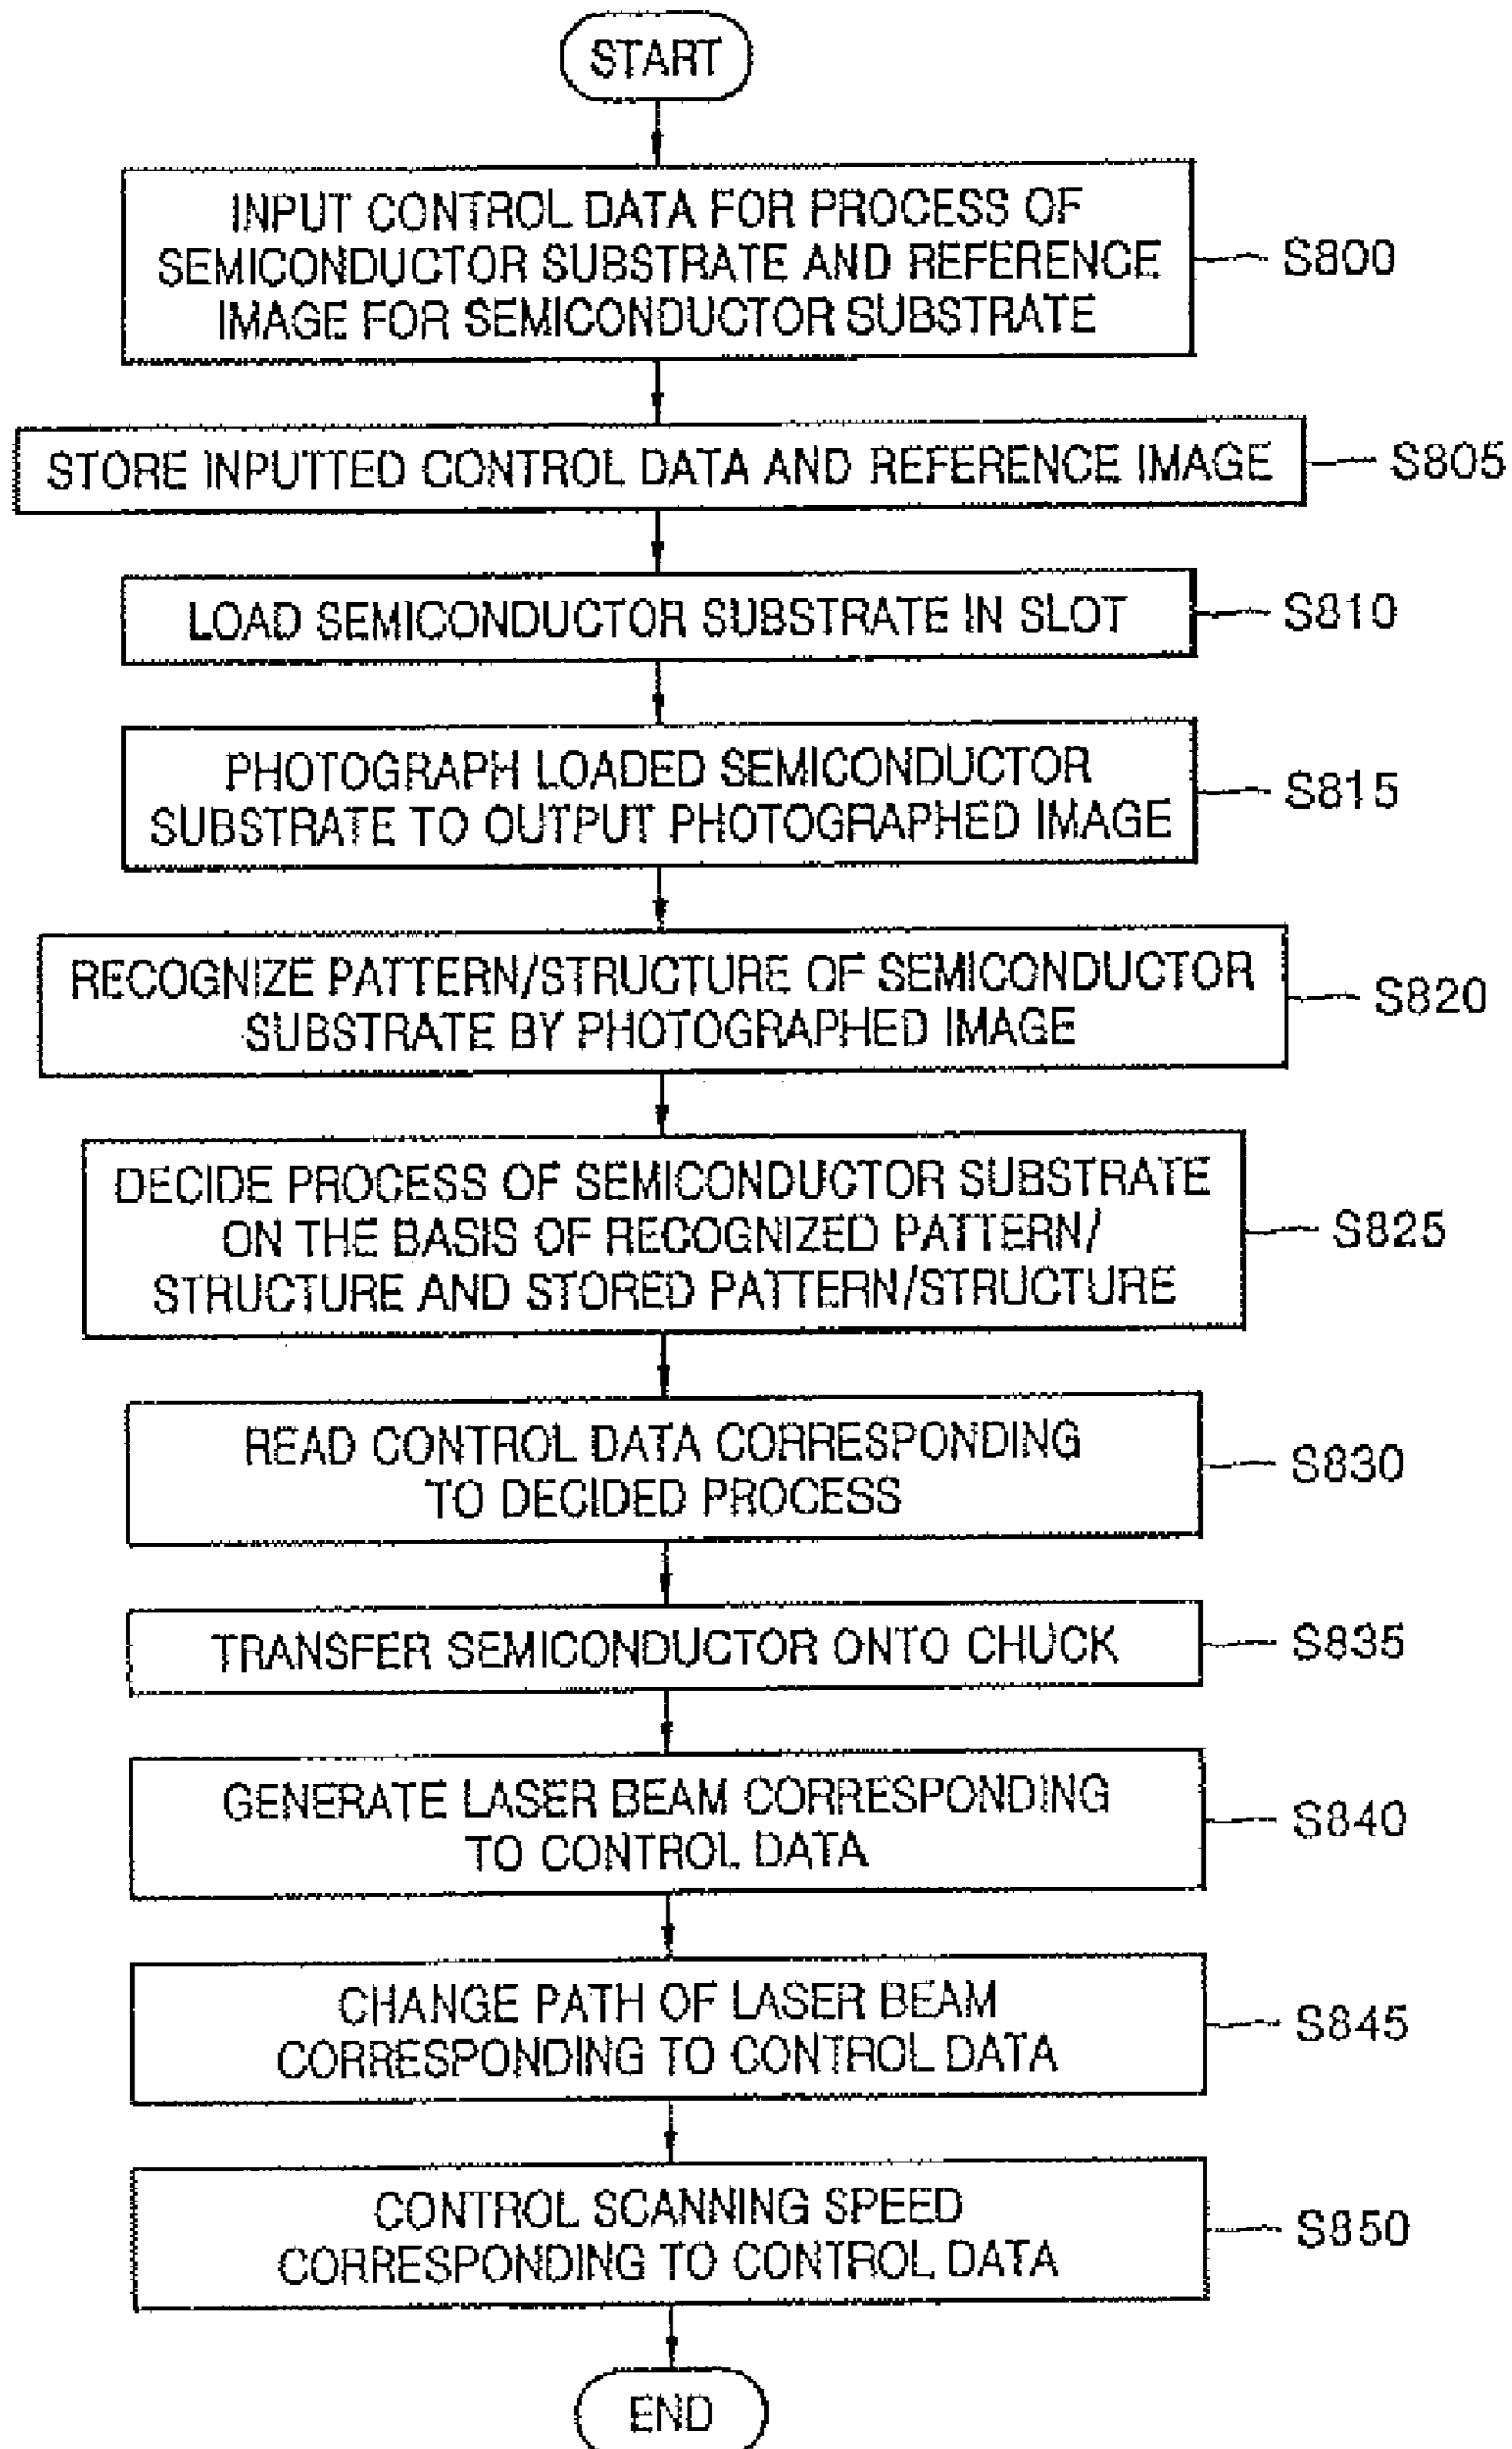 START
INPUT CONTROL DATA FOR PROCESS OF
SEMICONDUCTOR SUBSTRATE AND REFERENCE
IMAGE FOR SEMICONDUCTOR SUBSTRATE
S800
STORE INPUTTED CONTROL DATA AND REFERENCE IMAGE
S805
LOAD SEMICONDUCTOR SUBSTRATE IN SLOT
S810
PHOTOGRAPH LOADED SEMICONDUCTOR
SUBSTRATE TO OUTPUT PHOTOGRAPHED IMAGE
S815
RECOGNIZE PATTERN/STRUCTURE OF SEMICONDUCTOR
SUBSTRATE BY PHOTOGRAPHED IMAGE
S820
DECIDE PROCESS OF SEMICONDUCTOR SUBSTRATE
ON THE BASIS OF RECOGNIZED PATTERN/
STRUCTURE AND STORED PATTERN/STRUCTURE
S825
READ CONTROL DATA CORRESPONDING
TO DECIDED PROCESS
S830
TRANSFER SEMICONDUCTOR ONTO CHUCK
S835
GENERATE LASER BEAM CORRESPONDING
TO CONTROL DATA
S840
CHANGE PATH OF LASER BEAM
CORRESPONDING TO CONTROL DATA
S845
CONTROL SCANNING SPEED
CORRESPONDING TO CONTROL DATA
S850
END